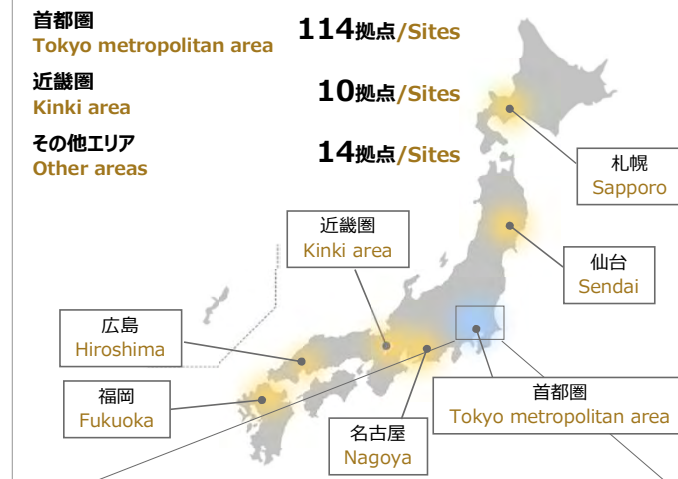 首都圏
Tokyo metropolitan area
114拠点/Sites
近畿圏
Kinki area
10拠点/Sites
その他エリア
Other areas
14拠点/Sites
札幌
Sapporo
近畿圏
Kinki area
仙台
Sendai
広島
Hiroshima
福岡
Fukuoka
首都圏
Tokyo metropolitan area
名古屋
Nagoya